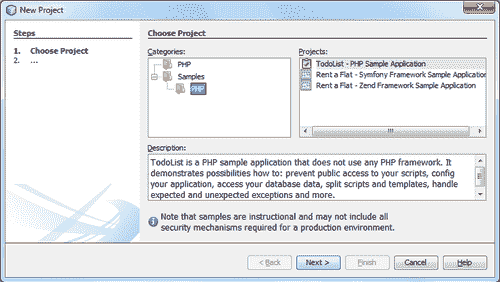 New Project
Steps
1. Choose Project
2. ...
Choose Project
Categories:
PHP
Samples
PHP
Projects:
TodoList - PHP Sample Application
Rent a Flat - Symfony Framework Sample Application
Rent a Flat - Zend Framework Sample Application
Description:
TodoList is a PHP sample application that does not use any PHP framework. It
demonstrates possibilities how to: prevent public access to your scripts, config
your application, access your database data, split scripts and templates, handle
expected and unexpected exceptions and more.
Note that samples are instructional and may not include all
security mechanisms required for a production environment.
< Back
Next >
Finish
Cancel
Help